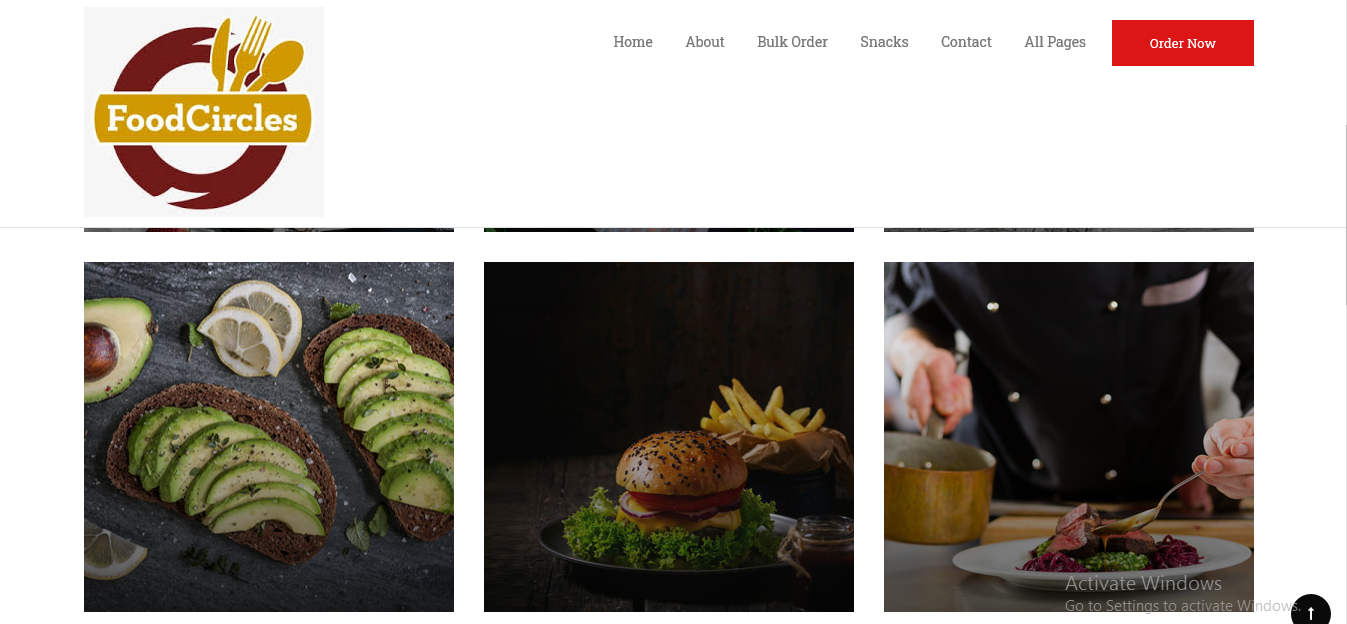 FoodCircles
Home About Bulk Order Snacks Contact All Pages Order Now
Activate Windows
Go to Settings to activate Windows.